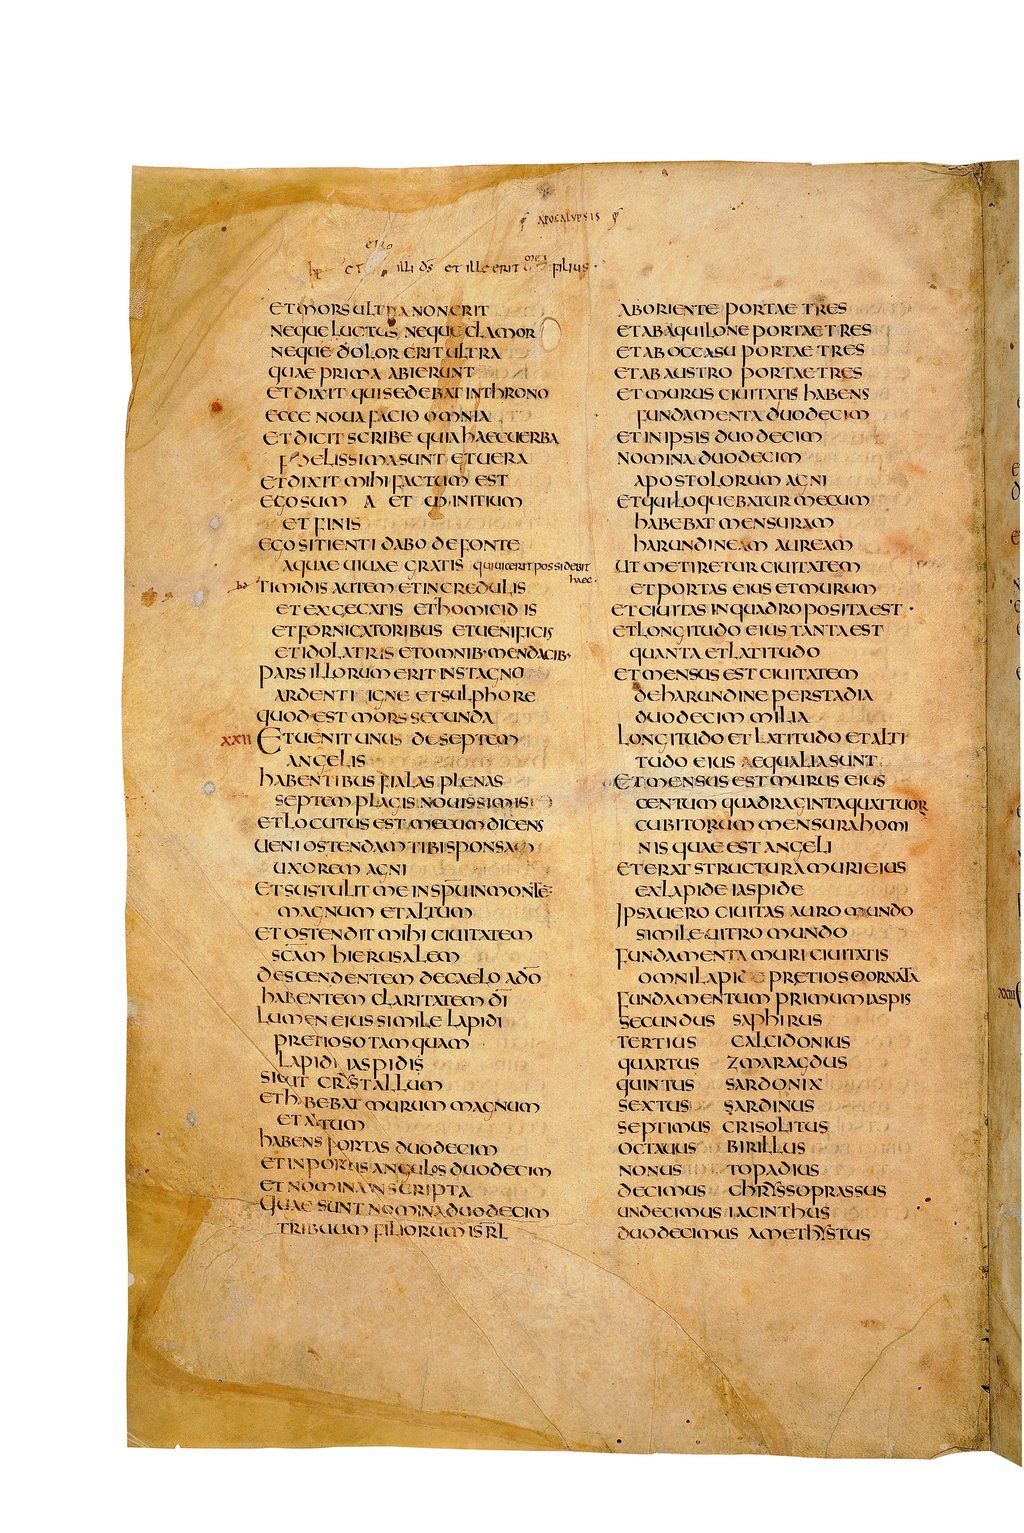 APOCALYPSIS
ero
hp et illi ds et ille erit mei filius·
ET MORS ULTRA NON ERIT
NEQUE LUCTUS NEQUE CLAMOR
NEQUE DOLOR ERIT ULTRA
QUAE PRIMA ABIERUNT
ET DIXIT QUI SEDEBAT IN THRONO
ECCE NOUA FACIO OMNIA
ET DICIT SCRIBE QUIA HAEC UERBA
FIDELISSIMA SUNT ET UERA
ET DIXIT MIHI FACTUM EST
EGO SUM A ET Ω INITIUM
ET FINIS
EGO SITIENTI DABO DE FONTE
AQUAE UIUAE GRATIS qui uicerit possidebit
haec·
hd TIMIDIS AUTEM ET INCREDULIS
ET EXECATIS ET HOMICIDIS
ET FORNICATORIBUS ET UENIFICIS
ET IDOLATRIS ET OMNIB·MENDACIB·
PARS ILLORUM ERIT IN STAGNO
ARDENTI IGNE ET SULPHORE
QUOD EST MORS SECUNDA
XXII ET UENIT UNUS DE SEPTEM
ANGELIS
HABENTIBUS FIALAS PLENAS
SEPTEM PLAGIS NOUISSIMIS
ET LOCUTUS EST MECUM DICENS
UENI OSTENDAM TIBI SPONSAM
UXOREM AGNI
ET SUSTULIT ME IN SPU IN MONTE
MAGNUM ET ALTUM
ET OSTENDIT MIHI CIUITATEM
SCAM HIERUSALEM
DESCENDENTEM DE CAELO A DO
HABENTEM CLARITATEM DI
LUMEN EIUS SIMILE LAPIDI
PRETIOSO TAMQUAM
LAPIDI IASPIDIS
SICUT CRYSTALLUM
ET HABEBAT MURUM MAGNUM
ET ALTUM
HABENS PORTAS DUODECIM
ET IN PORTIS ANGULOS DUODECIM
ET NOMINA INSCRIPTA
QUAE SUNT NOMINA DUODECIM
TRIBUUM FILIORUM ISRL
AB ORIENTE PORTAE TRES
ET AB AQUILONE PORTAE TRES
ET AB OCCASU PORTAE TRES
ET AB AUSTRO PORTAE TRES
ET MURUS CIUITATIS HABENS
FUNDAMENTA DUODECIM
ET IN IPSIS DUODECIM
NOMINA DUODECIM
APOSTOLORUM AGNI
ET QUI LOQUEBATUR MECUM
HABEBAT MENSURAM
HARUNDINEAM AUREAM
UT METIRETUR CIUITATEM
ET PORTAS EIUS ET MURUM
ET CIUITAS IN QUADRO POSITA EST·
ET LONGITUDO EIUS TANTA EST
QUANTA ET LATITUDO
ET MENSUS EST CIUITATEM
DE HARUNDINE PER STADIA
DUODECIM MILIA
LONGITUDO ET LATITUDO ET ALTI
TUDO EIUS AEQUALIA SUNT
ET MENSUS EST MURUS EIUS
CENTUM QUADRAGINTA QUATTUOR
CUBITORUM MENSURA HOMI
NIS QUAE EST ANGELI
ET ERAT STRUCTURA MURI EIUS
EX LAPIDE IASPIDE
IPSA UERO CIUITAS AURO MUNDO
SIMILE UITRO MUNDO
FUNDAMENTA MURI CIUITATIS
OMNI LAPIDE PRETIOSO ORNATA
FUNDAMENTUM PRIMUM IASPIS
SECUNDUS SAPHIRUS
TERTIUS CALCIDONIUS
QUARTUS ZMARAGDUS
QUINTUS SARDONIX
SEXTUS SARDINUS
SEPTIMUS CRISOLITUS
OCTAUUS BIRILLUS
NONUS TOPADIUS
DECIMUS CHRYSSOPRASSUS
UNDECIMUS IACINTHUS
DUODECIMUS AMETHYSTUS
XXIII